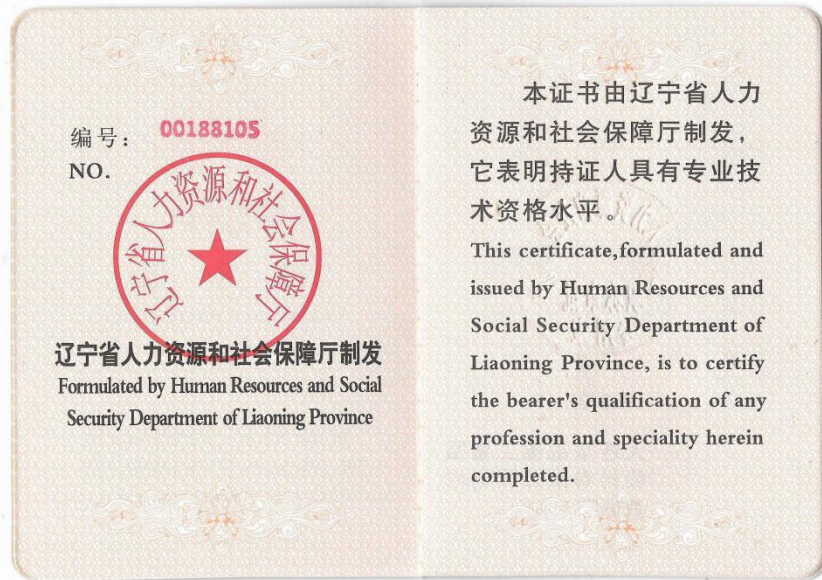 编号：00188105
NO.
辽宁省人力资源和社会保障厅
辽宁省人力资源和社会保障厅制发
Formulated by Human Resources and Social
Security Department of Liaoning Province
本证书由辽宁省人力
资源和社会保障厅制发，
它表明持证人具有专业技
术资格水平。
This certificate,formulated and
issued by Human Resources and
Social Security Department of
Liaoning Province, is to certify
the bearer's qualification of any
profession and speciality herein
completed.